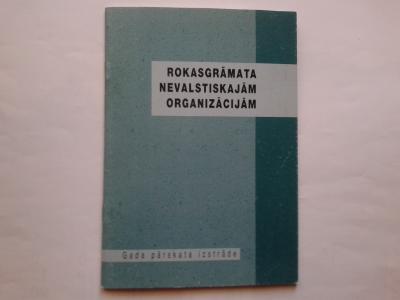 ROKASGRĀMATA
NEVALSTISKAJĀM
ORGANIZĀCIJĀM
Gada pārskata izstrāde